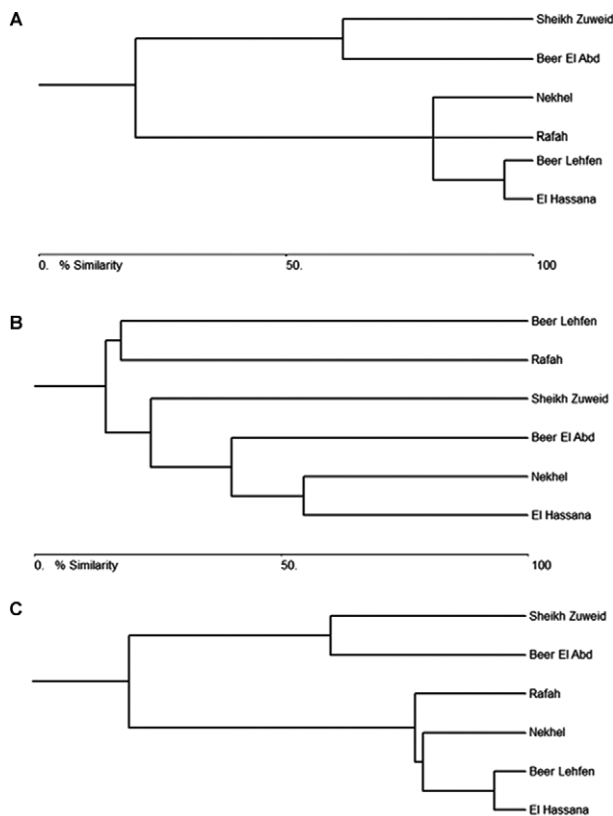 A
Sheikh Zuweid
Beer El Abd
Nekhel
Rafah
Beer Lehfen
El Hassana
0. % Similarity 50. 100
B
Beer Lehfen
Rafah
Sheikh Zuweid
Beer El Abd
Nekhel
El Hassana
0. % Similarity 50. 100
C
Sheikh Zuweid
Beer El Abd
Rafah
Nekhel
Beer Lehfen
El Hassana